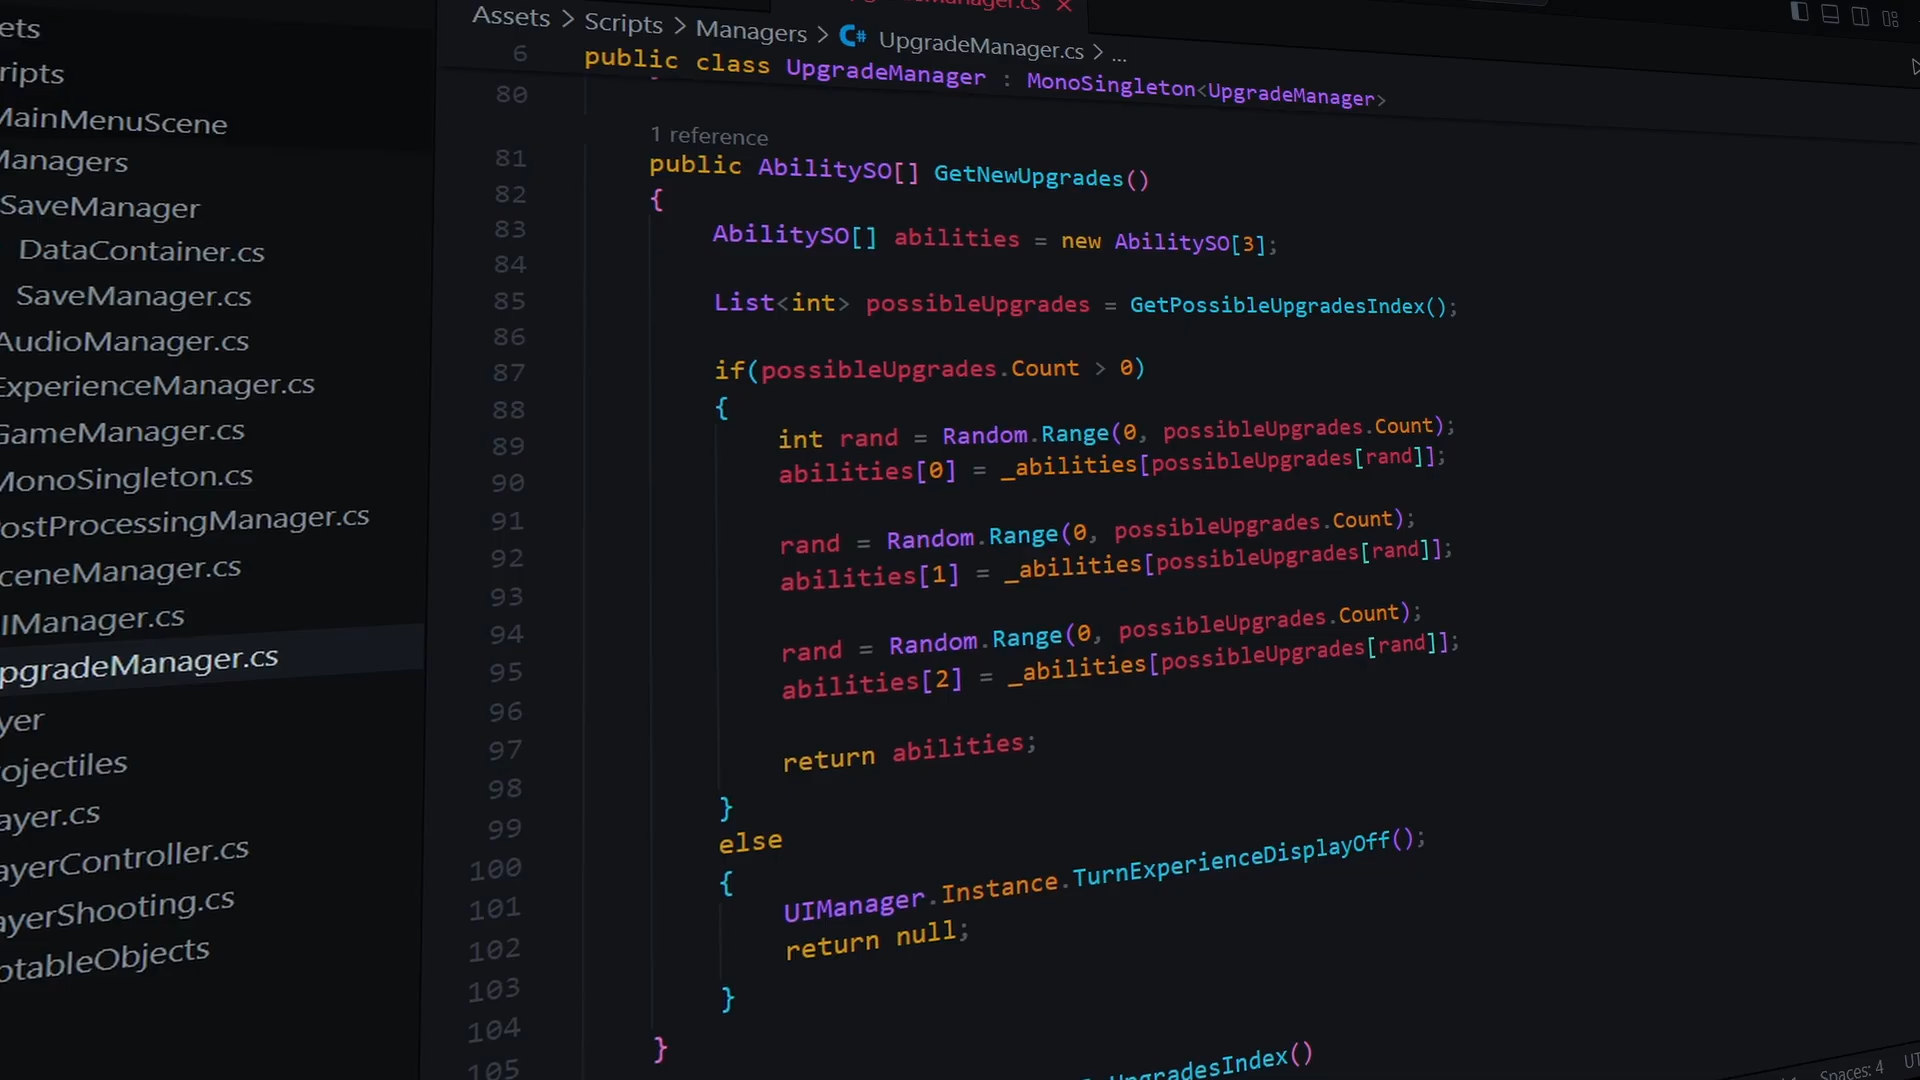 Assets > Scripts > Managers > C# UpgradeManager.cs > ...
6 public class UpgradeManager : MonoSingleton<UpgradeManager>
80
1 reference
81 public AbilitySO[] GetNewUpgrades()
82 {
83 AbilitySO[] abilities = new AbilitySO[3];
84
85 List<int> possibleUpgrades = GetPossibleUpgradesIndex();
86
87 if(possibleUpgrades.Count > 0)
88 {
89 int rand = Random.Range(0, possibleUpgrades.Count);
90 abilities[0] = _abilities[possibleUpgrades[rand]];
91
92 rand = Random.Range(0, possibleUpgrades.Count);
93 abilities[1] = _abilities[possibleUpgrades[rand]];
94
95 rand = Random.Range(0, possibleUpgrades.Count);
96 abilities[2] = _abilities[possibleUpgrades[rand]];
97
98 return abilities;
99 }
100 else
101 {
102 UIManager.Instance.TurnExperienceDisplayOff();
103 return null;
104 }
105 }
UpgradesIndex()
ets
ripts
MainMenuScene
Managers
SaveManager
DataContainer.cs
SaveManager.cs
AudioManager.cs
ExperienceManager.cs
GameManager.cs
MonoSingleton.cs
ostProcessingManager.cs
ceneManager.cs
IManager.cs
pgradeManager.cs
yer
ojectiles
ayer.cs
ayerController.cs
ayerShooting.cs
ptableObjects
Spaces: 4